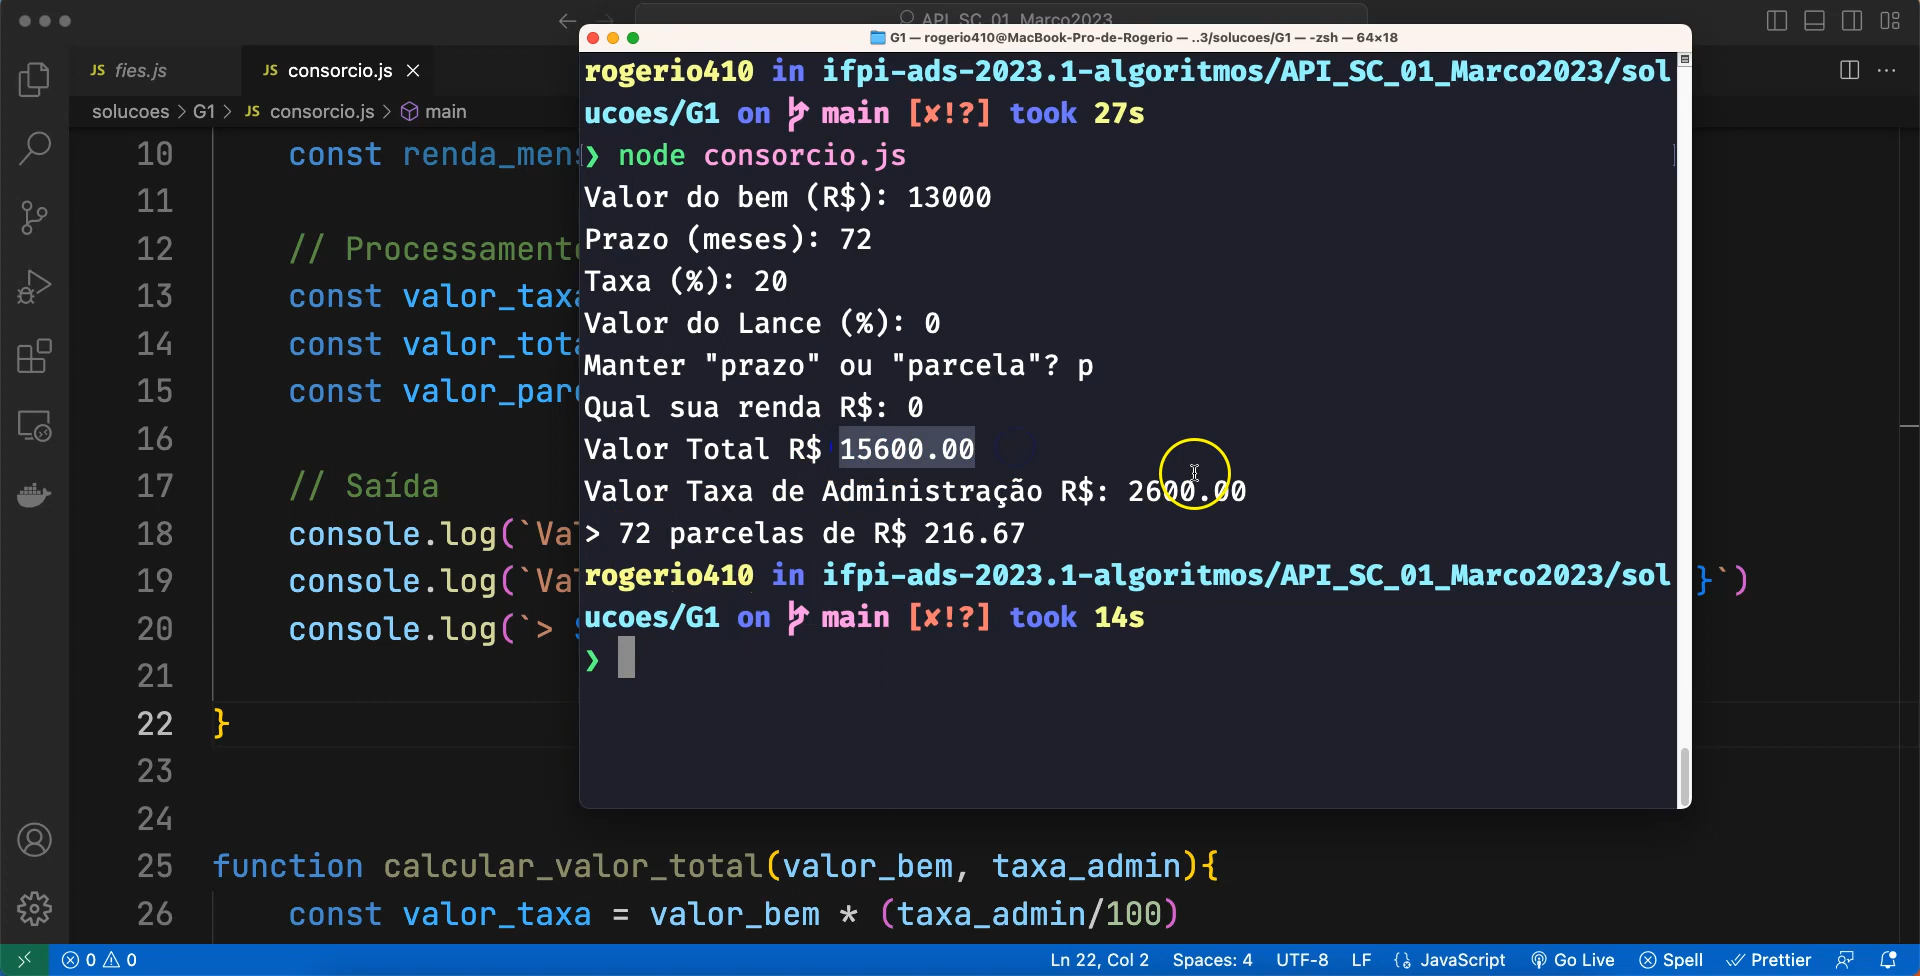 API_SC_01_Marco2023
G1 — rogerio410@MacBook-Pro-de-Rogerio — ..3/solucoes/G1 — -zsh — 64×18
JS fies.js
JS consorcio.js ×
solucoes > G1 > JS consorcio.js > main
rogerio410 in ifpi-ads-2023.1-algoritmos/API_SC_01_Marco2023/sol
ucoes/G1 on main [✘!?] took 27s
❯ node consorcio.js
Valor do bem (R$): 13000
Prazo (meses): 72
Taxa (%): 20
Valor do Lance (%): 0
Manter "prazo" ou "parcela"? p
Qual sua renda R$: 0
Valor Total R$ 15600.00
Valor Taxa de Administração R$: 2600.00
> 72 parcelas de R$ 216.67
rogerio410 in ifpi-ads-2023.1-algoritmos/API_SC_01_Marco2023/sol
ucoes/G1 on main [✘!?] took 14s
❯
10 const
11
12 // Processamento
13 const valor_taxa
14 const
15 const
16
17 // Saída
18 console.log(`
19 console.log(` }`)
20 console.log(`>
21
22 }
23
24
25 function calcular_valor_total(valor_bem, taxa_admin){
26 const valor_taxa = valor_bem * (taxa_admin/100)
0 0 Ln 22, Col 2 Spaces: 4 UTF-8 LF {} JavaScript Go Live Spell Prettier